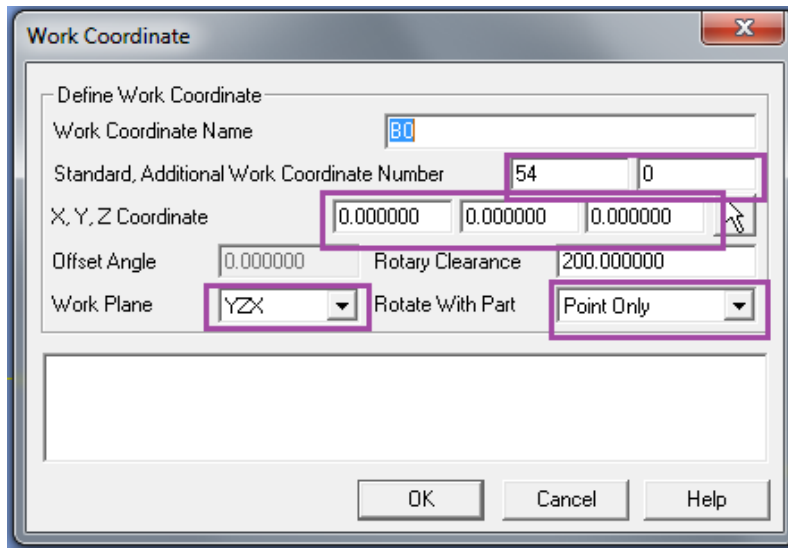 Work Coordinate
Define Work Coordinate
Work Coordinate Name B0
Standard, Additional Work Coordinate Number 54 0
X, Y, Z Coordinate 0.000000 0.000000 0.000000
Offset Angle 0.000000 Rotary Clearance 200.000000
Work Plane YZX Rotate With Part Point Only
OK Cancel Help